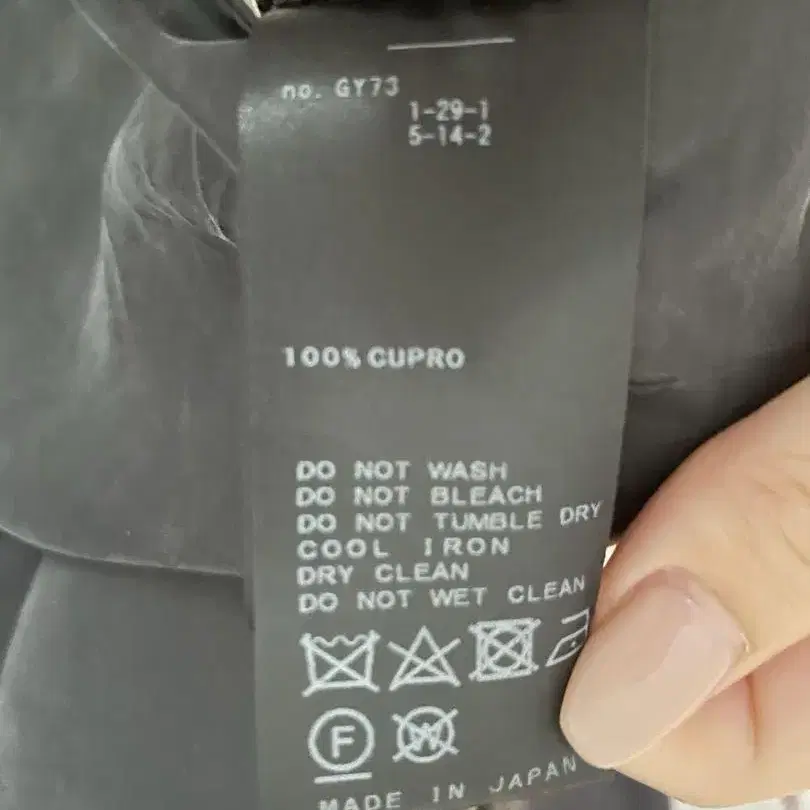 no. GY73
1-29-1
5-14-2
100% CUPRO
DO NOT WASH
DO NOT BLEACH
DO NOT TUMBLE DRY
COOL IRON
DRY CLEAN
DO NOT WET CLEAN
F W
MADE IN JAPAN